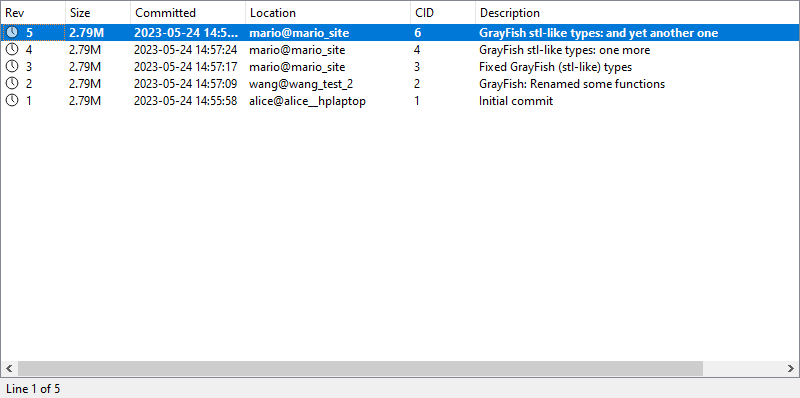 Rev Size Committed Location CID Description
5 2.79M 2023-05-24 14:5... mario@mario_site 6 GrayFish stl-like types: and yet another one
4 2.79M 2023-05-24 14:57:24 mario@mario_site 4 GrayFish stl-like types: one more
3 2.79M 2023-05-24 14:57:17 mario@mario_site 3 Fixed GrayFish (stl-like) types
2 2.79M 2023-05-24 14:57:09 wang@wang_test_2 2 GrayFish: Renamed some functions
1 2.79M 2023-05-24 14:55:58 alice@alice__hplaptop 1 Initial commit
Line 1 of 5